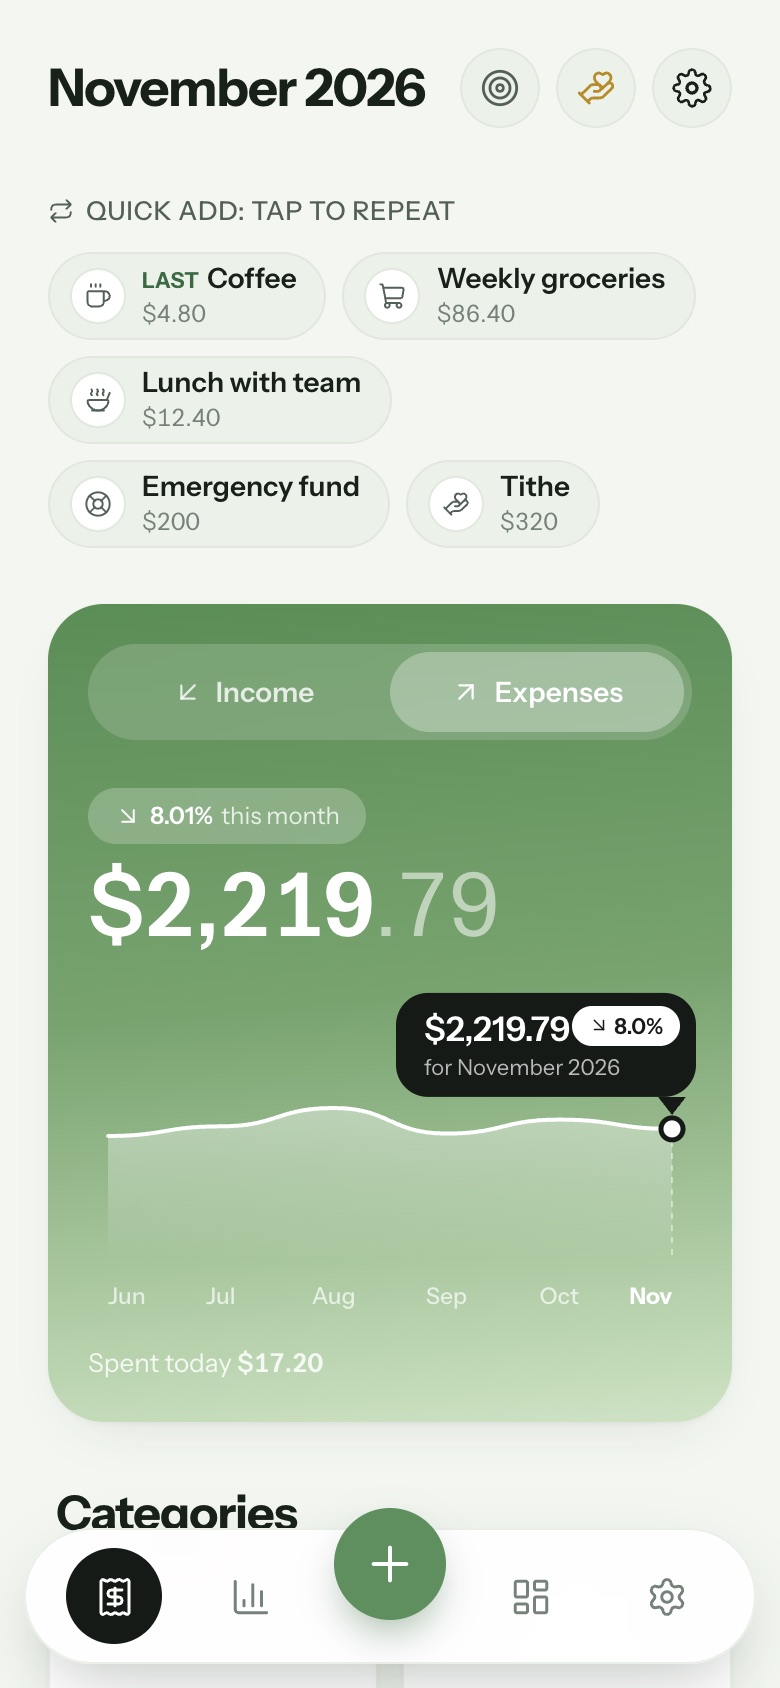 November 2026
QUICK ADD: TAP TO REPEAT
LAST Coffee
$4.80
Weekly groceries
$86.40
Lunch with team
$12.40
Emergency fund
$200
Tithe
$320
Income
Expenses
8.01% this month
$2,219.79
$2,219.79 8.0%
for November 2026
Jun Jul Aug Sep Oct Nov
Spent today $17.20
Categories